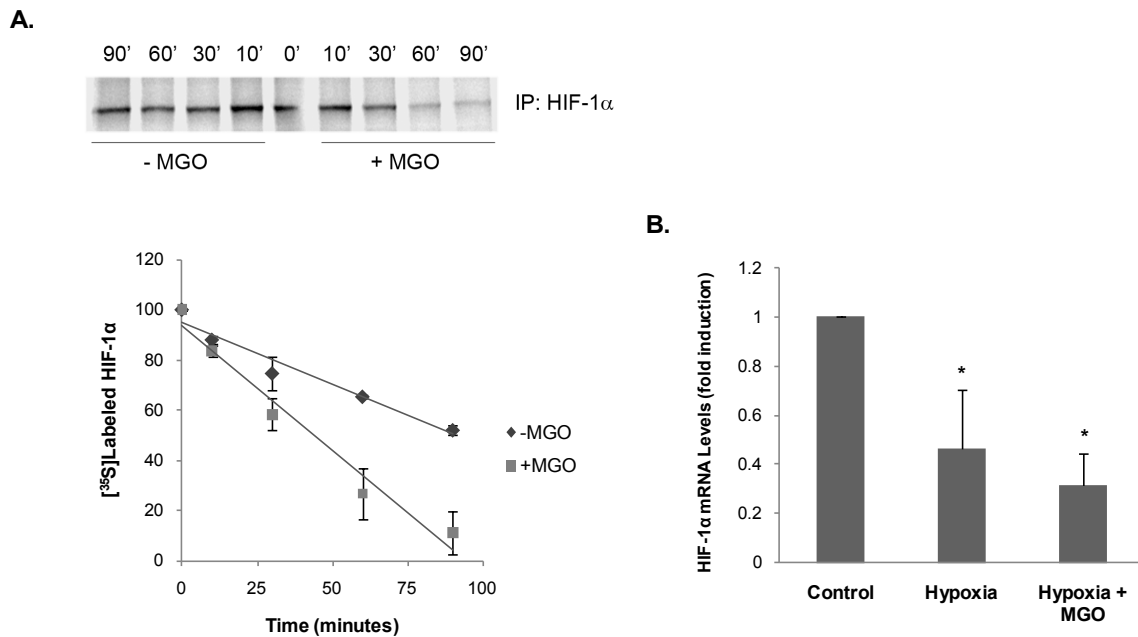 A.
90’ 60’ 30’ 10’ 0’ 10’ 30’ 60’ 90’
IP: HIF-1α
- MGO + MGO
120
100
80
60
40
20
0
[³⁵S]Labeled HIF-1α
0 25 50 75 100
Time (minutes)
-MGO
+MGO
B.
1.2
1
0.8
0.6
0.4
0.2
0
HIF-1α mRNA Levels (fold induction)
*
*
Control Hypoxia Hypoxia +
MGO